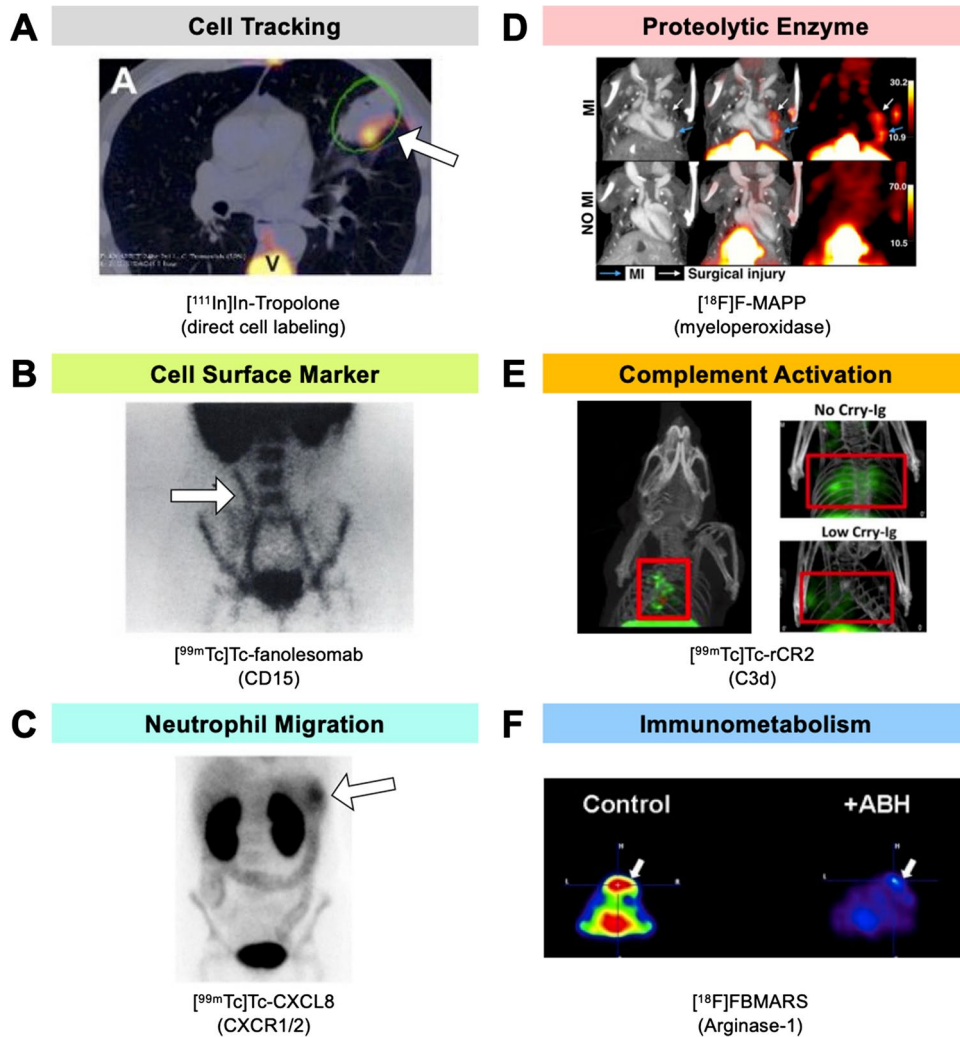 A
Cell Tracking
A
V
[¹¹¹In]In-Tropolone
(direct cell labeling)
B
Cell Surface Marker
[⁹⁹ᵐTc]Tc-fanolesomab
(CD15)
C
Neutrophil Migration
[⁹⁹ᵐTc]Tc-CXCL8
(CXCR1/2)
D
Proteolytic Enzyme
MI
30.2
10.9
NO MI
70.0
10.5
MI
Surgical injury
[¹⁸F]F-MAPP
(myeloperoxidase)
E
Complement Activation
No Crry-Ig
Low Crry-Ig
[⁹⁹ᵐTc]Tc-rCR2
(C3d)
F
Immunometabolism
Control
+ABH
H
L
R
H
L
[¹⁸F]FBMARS
(Arginase-1)